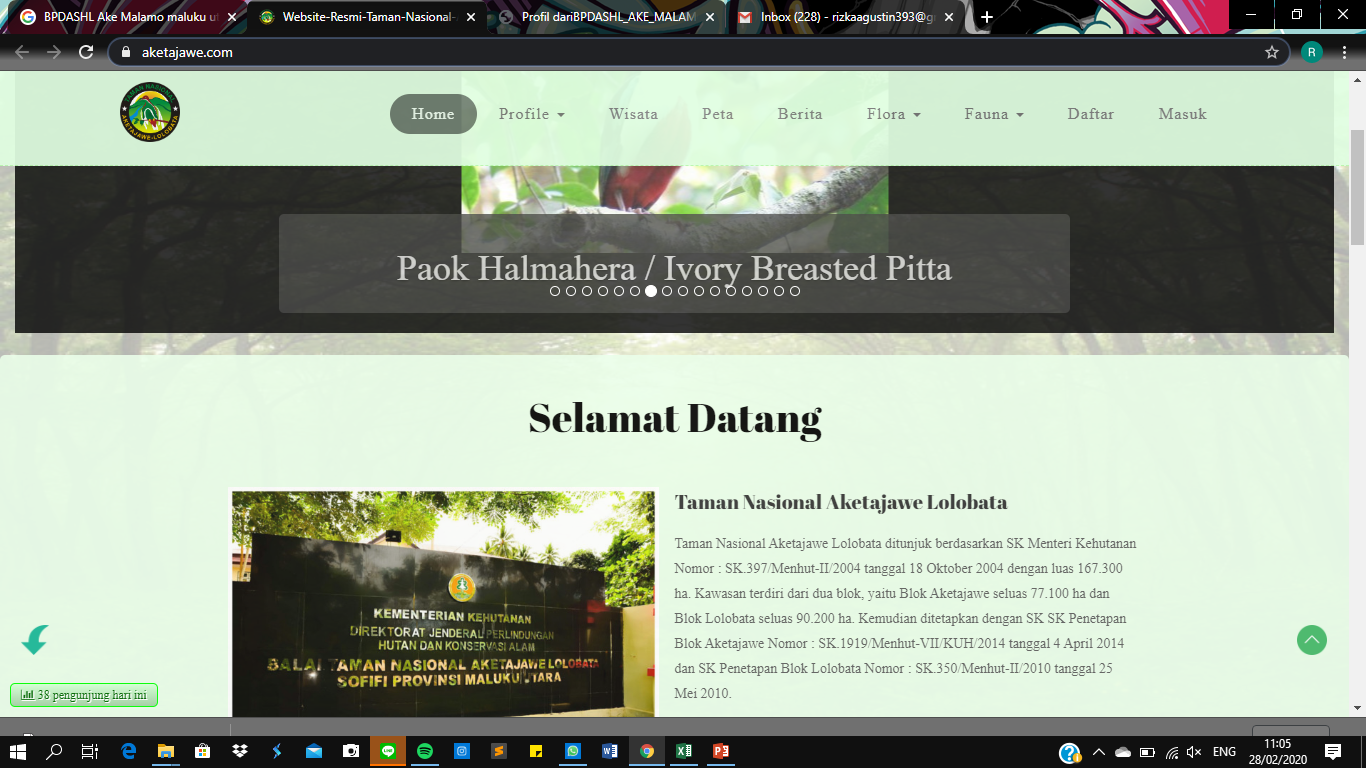 BPDASHL Ake Malamo maluku ut
Website-Resmi-Taman-Nasional-
Profil dariBPDASHL_AKE_MALAM
Inbox (228) - rizkaagustin393@g
aketajawe.com
R
TAMAN NASIONAL
AKETAJAWE-LOLOBATA
Home
Profile
Wisata
Peta
Berita
Flora
Fauna
Daftar
Masuk
Paok Halmahera / Ivory Breasted Pitta
Selamat Datang
KEMENTERIAN KEHUTANAN
DIREKTORAT JENDERAL PERLINDUNGAN
HUTAN DAN KONSERVASI ALAM
BALAI TAMAN NASIONAL AKETAJAWE LOLOBATA
SOFIFI PROVINSI MALUKU UTARA
Taman Nasional Aketajawe Lolobata
Taman Nasional Aketajawe Lolobata ditunjuk berdasarkan SK Menteri Kehutanan
Nomor : SK.397/Menhut-II/2004 tanggal 18 Oktober 2004 dengan luas 167.300
ha. Kawasan terdiri dari dua blok, yaitu Blok Aketajawe seluas 77.100 ha dan
Blok Lolobata seluas 90.200 ha. Kemudian ditetapkan dengan SK SK Penetapan
Blok Aketajawe Nomor : SK.1919/Menhut-VII/KUH/2014 tanggal 4 April 2014
dan SK Penetapan Blok Lolobata Nomor : SK.350/Menhut-II/2010 tanggal 25
Mei 2010.
38 pengunjung hari ini
ENG
11:05
28/02/2020